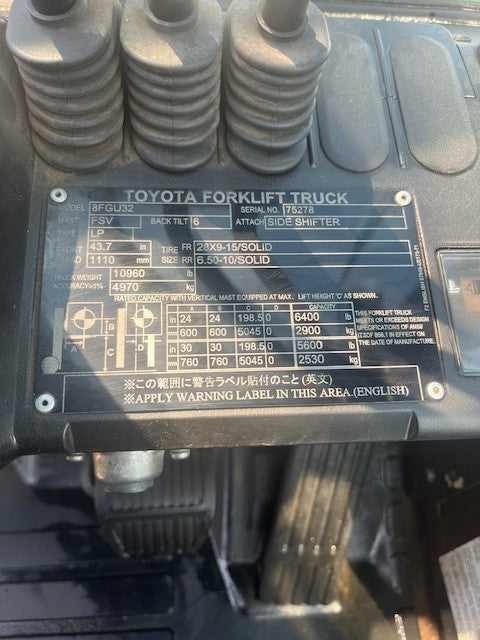 TOYOTA FORKLIFT TRUCK
MODEL 8FGU32 SERIAL NO. 75278
MAST FSV BACK TILT 6 ATTACH SIDE SHIFTER
TYPE LP
FRONT TREAD 43.7 in 1110 mm
TIRE SIZE FR 28X9-15/SOLID
RR 6.50-10/SOLID
TRUCK WEIGHT 10960 lb
ACCURACY±5% 4970 kg
RATED CAPACITY WITH VERTICAL MAST EQUIPPED AT MAX. LIFT HEIGHT 'C' AS SHOWN.
A B C D CAPACITY
in 24 24 198.5 0 6400 lb
mm 600 600 5045 0 2900 kg
in 30 30 198.5 0 5600 lb
mm 760 760 5045 0 2530 kg
A B C D
THIS FORKLIFT TRUCK
MEETS OR EXCEEDS DESIGN
SPECIFICATIONS OF ANSI
ITSDF B56.1 IN EFFECT ON
THE DATE OF MANUFACTURE.
※この範囲に警告ラベル貼付のこと(英文)
※APPLY WARNING LABEL IN THIS AREA.(ENGLISH)